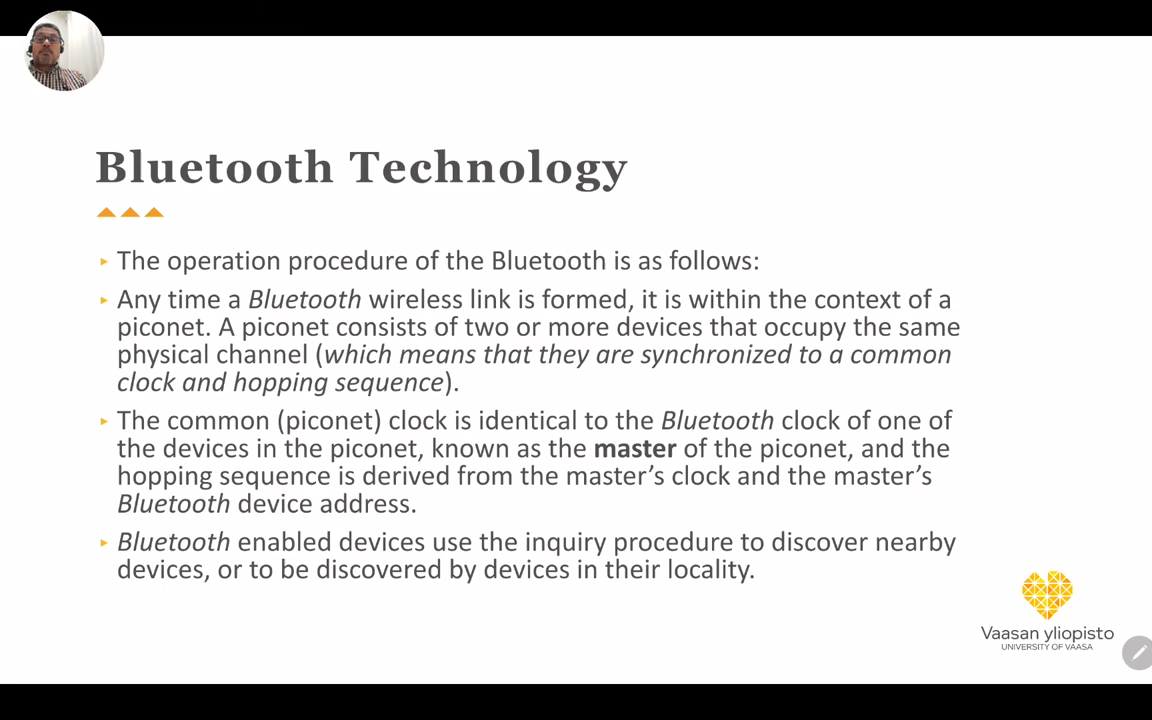 Bluetooth Technology
The operation procedure of the Bluetooth is as follows:
Any time a Bluetooth wireless link is formed, it is within the context of a
piconet. A piconet consists of two or more devices that occupy the same
physical channel (which means that they are synchronized to a common
clock and hopping sequence).
The common (piconet) clock is identical to the Bluetooth clock of one of
the devices in the piconet, known as the master of the piconet, and the
hopping sequence is derived from the master’s clock and the master’s
Bluetooth device address.
Bluetooth enabled devices use the inquiry procedure to discover nearby
devices, or to be discovered by devices in their locality.
Vaasan yliopisto
UNIVERSITY OF VAASA